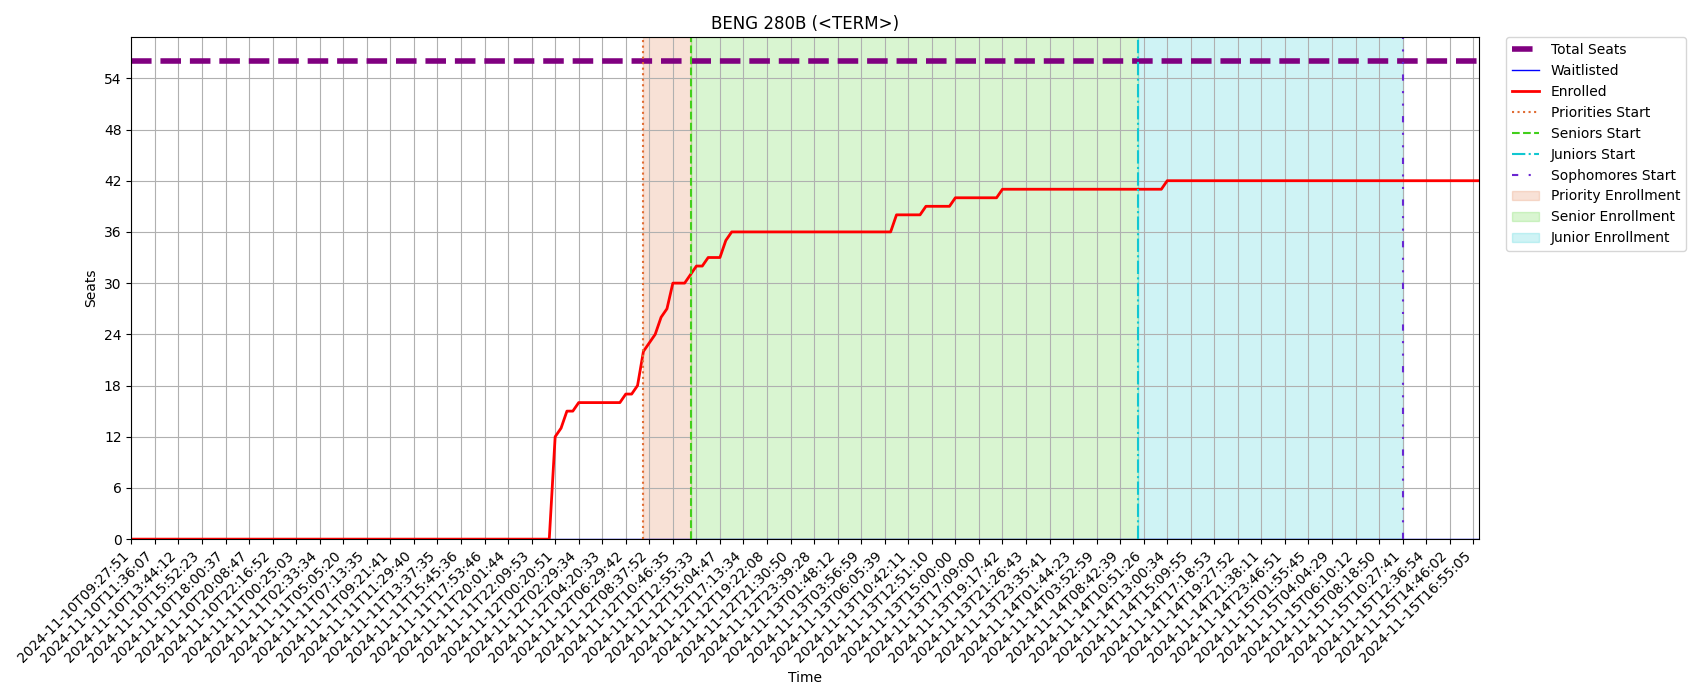 BENG 280B (<TERM>)
Total Seats
Waitlisted
Enrolled
Priorities Start
Seniors Start
Juniors Start
Sophomores Start
Priority Enrollment
Senior Enrollment
Junior Enrollment
Seats
54
48
42
36
30
24
18
12
6
0
2024-11-10T09:27:51
2024-11-10T11:36:07
2024-11-10T13:44:12
2024-11-10T15:52:23
2024-11-10T18:00:37
2024-11-10T20:08:47
2024-11-10T22:16:52
2024-11-11T00:25:03
2024-11-11T02:33:34
2024-11-11T05:05:20
2024-11-11T07:13:35
2024-11-11T09:21:41
2024-11-11T11:29:40
2024-11-11T13:37:35
2024-11-11T15:45:36
2024-11-11T17:53:46
2024-11-11T20:01:44
2024-11-11T22:09:53
2024-11-12T00:20:51
2024-11-12T02:29:34
2024-11-12T04:20:33
2024-11-12T06:29:42
2024-11-12T08:37:52
2024-11-12T10:46:35
2024-11-12T12:55:33
2024-11-12T15:04:47
2024-11-12T17:13:34
2024-11-12T19:22:08
2024-11-12T21:30:50
2024-11-12T23:39:28
2024-11-13T01:48:12
2024-11-13T03:56:59
2024-11-13T06:05:39
2024-11-13T10:42:11
2024-11-13T12:51:10
2024-11-13T15:00:00
2024-11-13T17:09:00
2024-11-13T19:17:42
2024-11-13T21:26:43
2024-11-13T23:35:41
2024-11-14T01:44:23
2024-11-14T03:52:59
2024-11-14T08:42:39
2024-11-14T10:51:26
2024-11-14T13:00:34
2024-11-14T15:09:55
2024-11-14T17:18:53
2024-11-14T19:27:52
2024-11-14T21:38:11
2024-11-14T23:46:51
2024-11-15T01:55:45
2024-11-15T04:04:29
2024-11-15T06:10:12
2024-11-15T08:18:50
2024-11-15T10:27:41
2024-11-15T12:36:54
2024-11-15T14:46:02
2024-11-15T16:55:05
Time